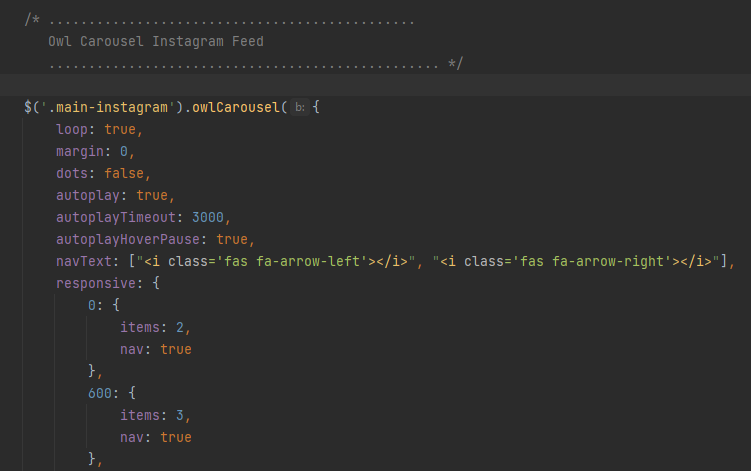 /* ..............................................
Owl Carousel Instagram Feed
................................................. */
$('.main-instagram').owlCarousel( b: {
loop: true,
margin: 0,
dots: false,
autoplay: true,
autoplayTimeout: 3000,
autoplayHoverPause: true,
navText: ["<i class='fas fa-arrow-left'></i>", "<i class='fas fa-arrow-right'></i>"],
responsive: {
0: {
items: 2,
nav: true
},
600: {
items: 3,
nav: true
},